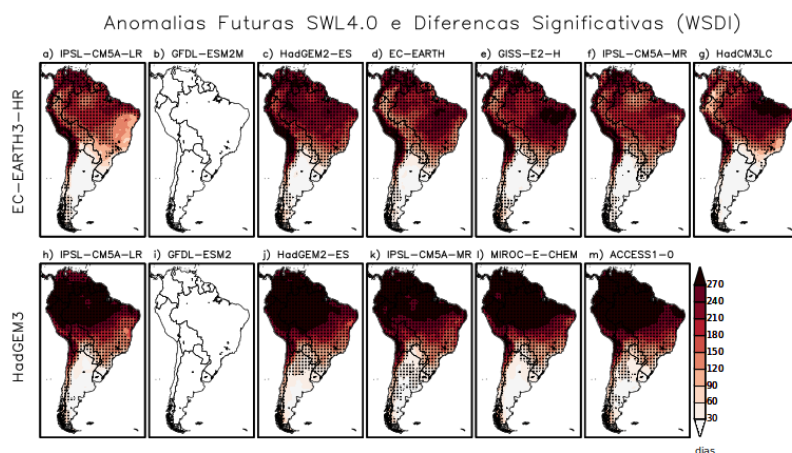 Anomalias Futuras SWL4.0 e Diferencas Significativas (WSDI)
a) IPSL-CM5A-LR b) GFDL-ESM2M c) HadGEM2-ES d) EC-EARTH e) GISS-E2-H f) IPSL-CM5A-MR g) HadCM3LC
EC-EARTH3-HR
h) IPSL-CM5A-LR i) GFDL-ESM2 j) HadGEM2-ES k) IPSL-CM5A-MR l) MIROC-E-CHEM m) ACCESS1-0
HadGEM3
270
240
210
180
150
120
90
60
30
dias